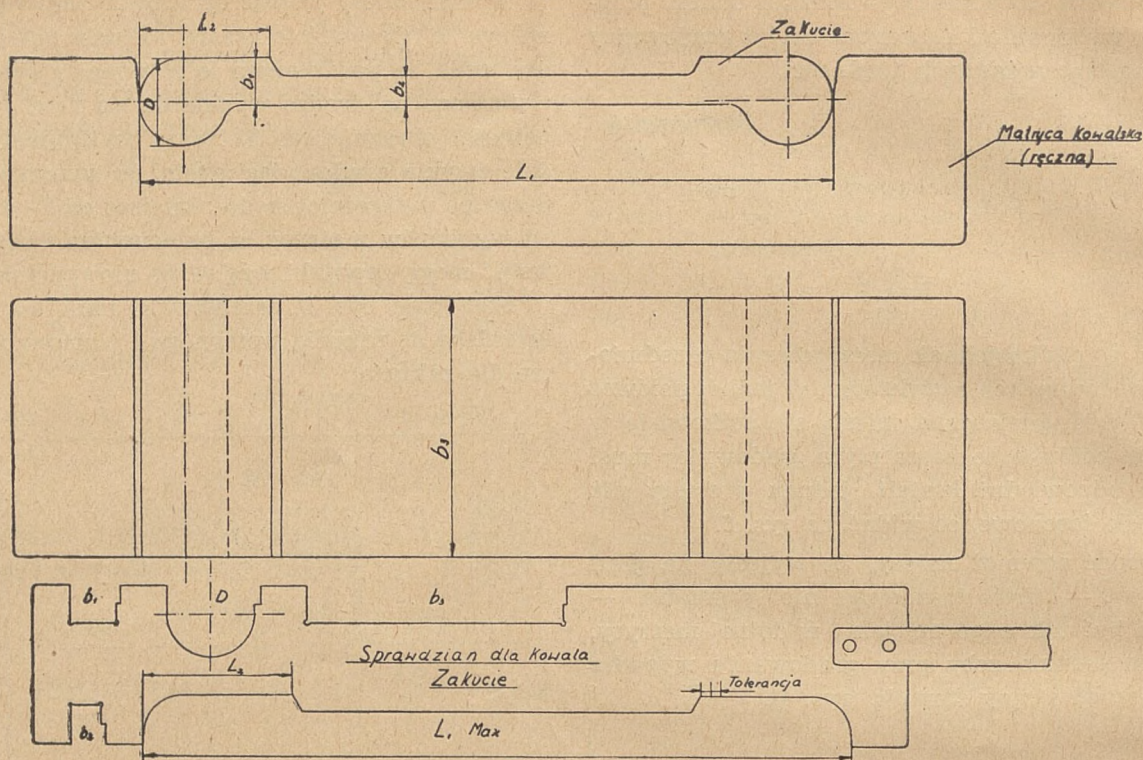 L₂
Zakucie
D
b₁
b₂
Matryca Kowalska
(ręczna)
L₁
b₃
b₁
D
b₃
Sprawdzian dla Kowala
Zakucie
L₂
Tolerancja
b₂
L₁ Max